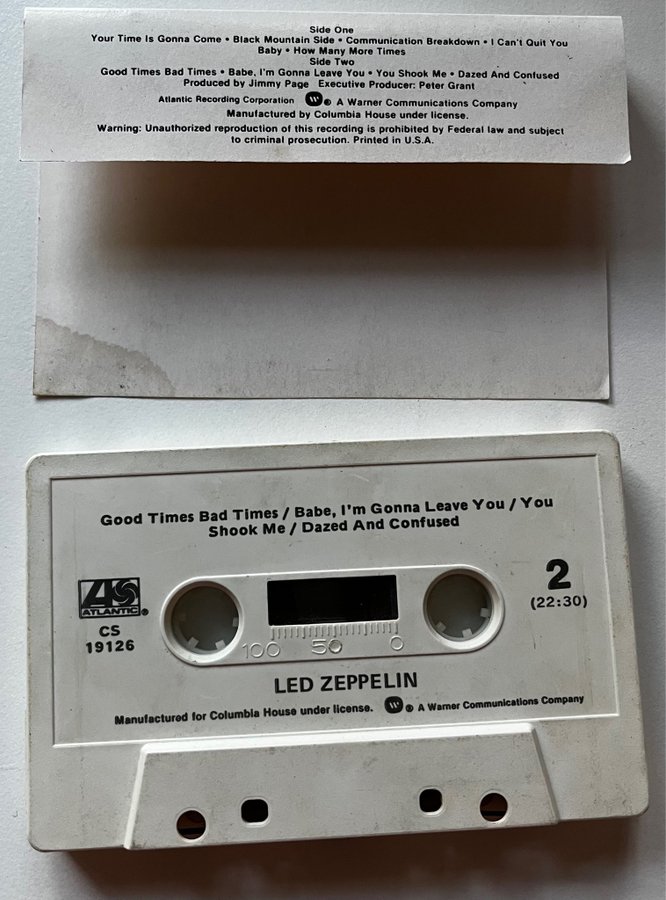 Side One
Your Time Is Gonna Come • Black Mountain Side • Communication Breakdown • I Can't Quit You
Baby • How Many More Times
Side Two
Good Times Bad Times • Babe, I'm Gonna Leave You • You Shook Me • Dazed And Confused
Produced by Jimmy Page Executive Producer: Peter Grant
Atlantic Recording Corporation W ® A Warner Communications Company
Manufactured by Columbia House under license.
Warning: Unauthorized reproduction of this recording is prohibited by Federal law and subject
to criminal prosecution. Printed in U.S.A.
Good Times Bad Times / Babe, I'm Gonna Leave You / You
Shook Me / Dazed And Confused
ATLANTIC®
CS
19126
2
(22:30)
100 50 0
LED ZEPPELIN
Manufactured for Columbia House under license. W ® A Warner Communications Company